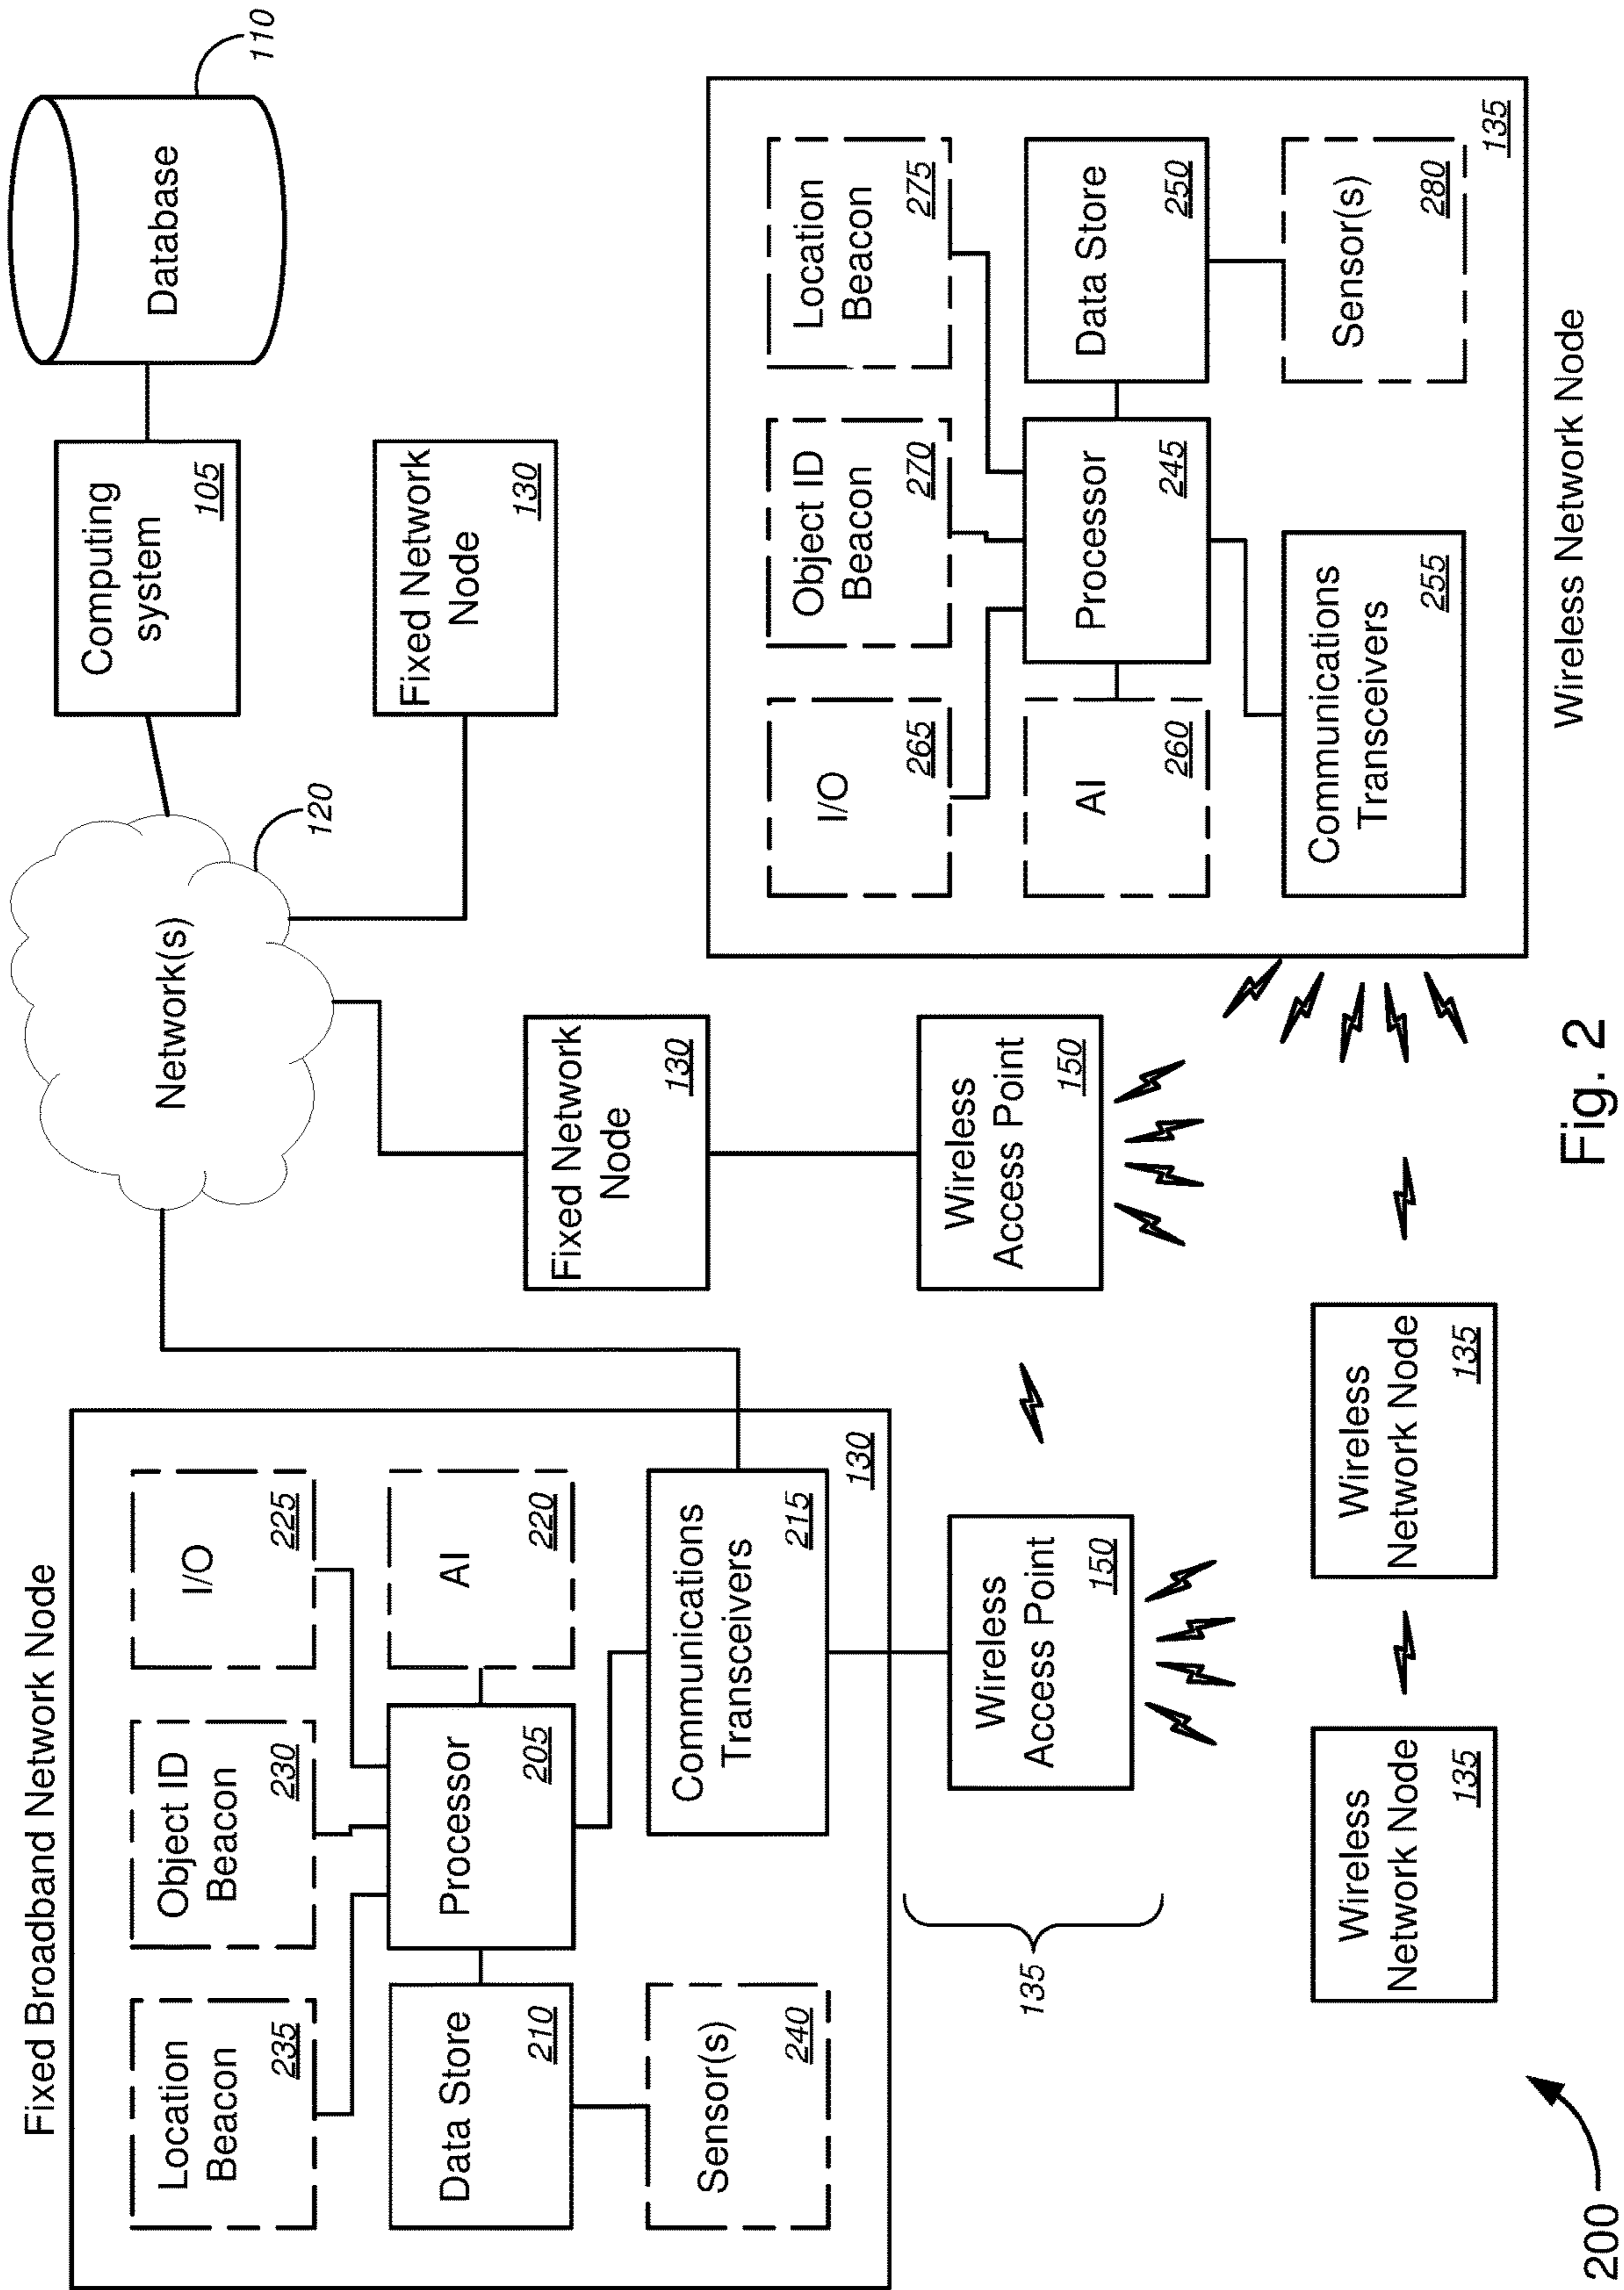 Fixed Broadband Network Node
Location
Beacon
235
Object ID
Beacon
230
I/O
225
Data Store
210
Processor
205
AI
220
Sensor(s)
240
Communications
Transceivers
215
130
135
Wireless
Access Point
150
Network(s)
120
Computing
system
105
Database
110
Fixed Network
Node
130
Fixed Network
Node
130
Wireless
Access Point
150
Wireless
Network Node
135
Wireless
Network Node
135
I/O
265
Object ID
Beacon
270
Location
Beacon
275
AI
260
Processor
245
Data Store
250
Communications
Transceivers
255
Sensor(s)
280
135
Wireless Network Node
200
Fig. 2